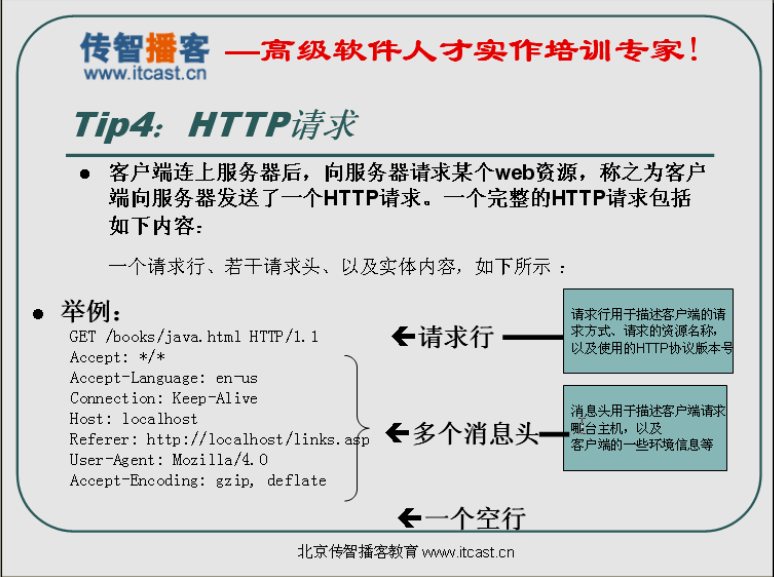 传智播客 —高级软件人才实作培训专家!
www.itcast.cn
Tip4：HTTP请求
● 客户端连上服务器后，向服务器请求某个web资源，称之为客户
端向服务器发送了一个HTTP请求。一个完整的HTTP请求包括
如下内容：
一个请求行、若干请求头、以及实体内容，如下所示：
● 举例：
GET /books/java.html HTTP/1.1
Accept: */*
Accept-Language: en-us
Connection: Keep-Alive
Host: localhost
Referer: http://localhost/links.asp
User-Agent: Mozilla/4.0
Accept-Encoding: gzip, deflate
请求行
请求行用于描述客户端的请
求方式、请求的资源名称，
以及使用的HTTP协议版本号
多个消息头
消息头用于描述客户端请求
哪台主机，以及
客户端的一些环境信息等
一个空行
北京传智播客教育 www.itcast.cn